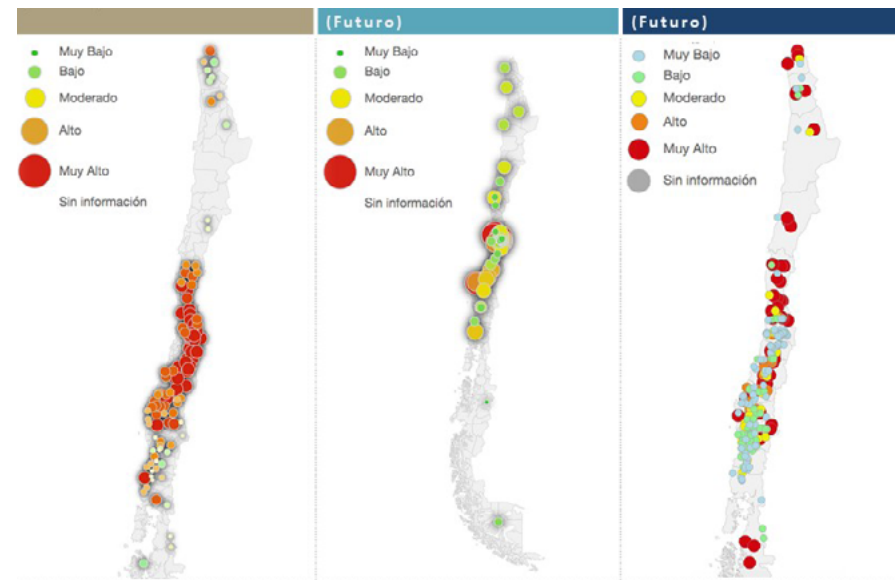 Muy Bajo
Bajo
Moderado
Alto
Muy Alto
Sin información
(Futuro)
Muy Bajo
Bajo
Moderado
Alto
Muy Alto
Sin información
(Futuro)
Muy Bajo
Bajo
Moderado
Alto
Muy Alto
Sin información